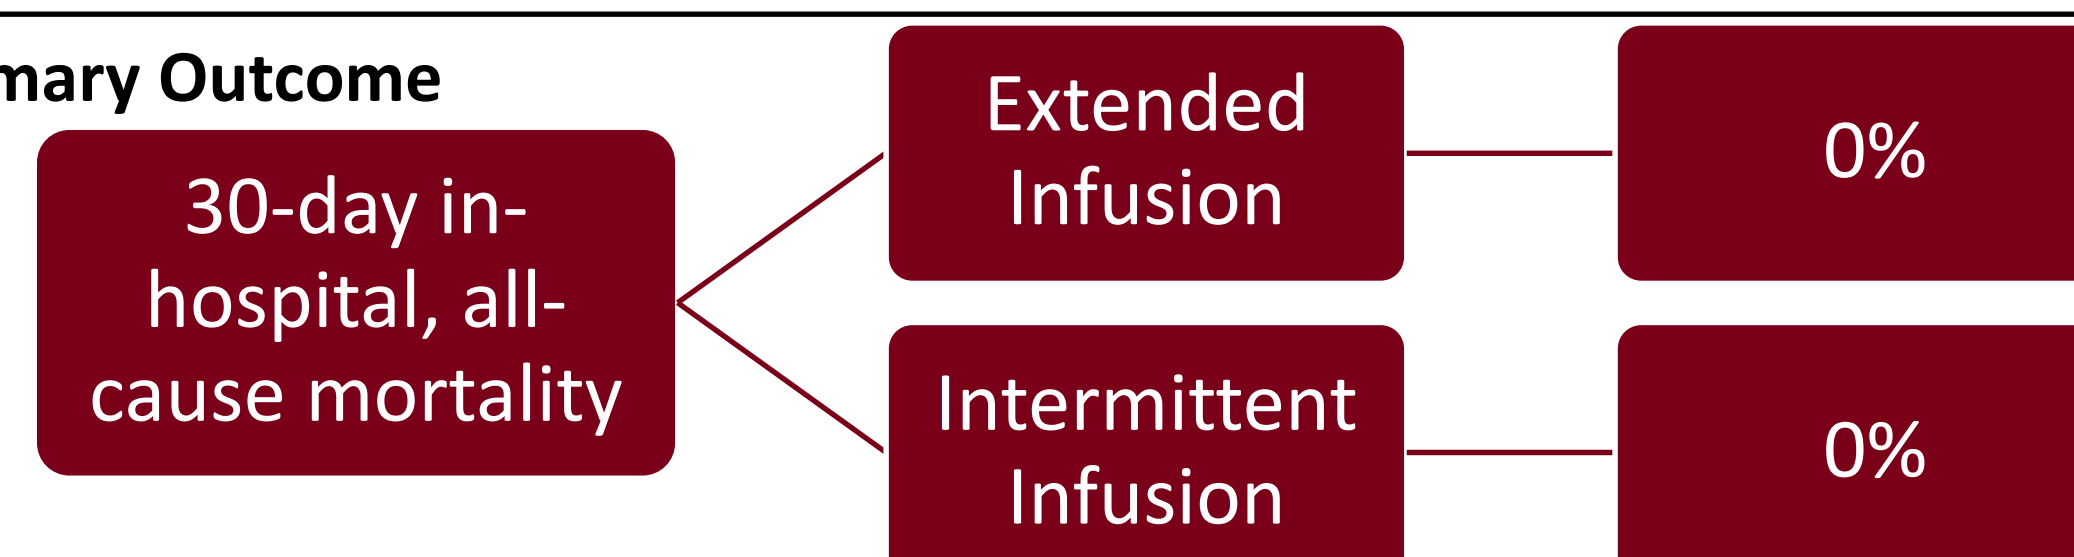 mary Outcome
30-day in-
hospital, all-
cause mortality
Extended
Infusion
0%
Intermittent
Infusion
0%